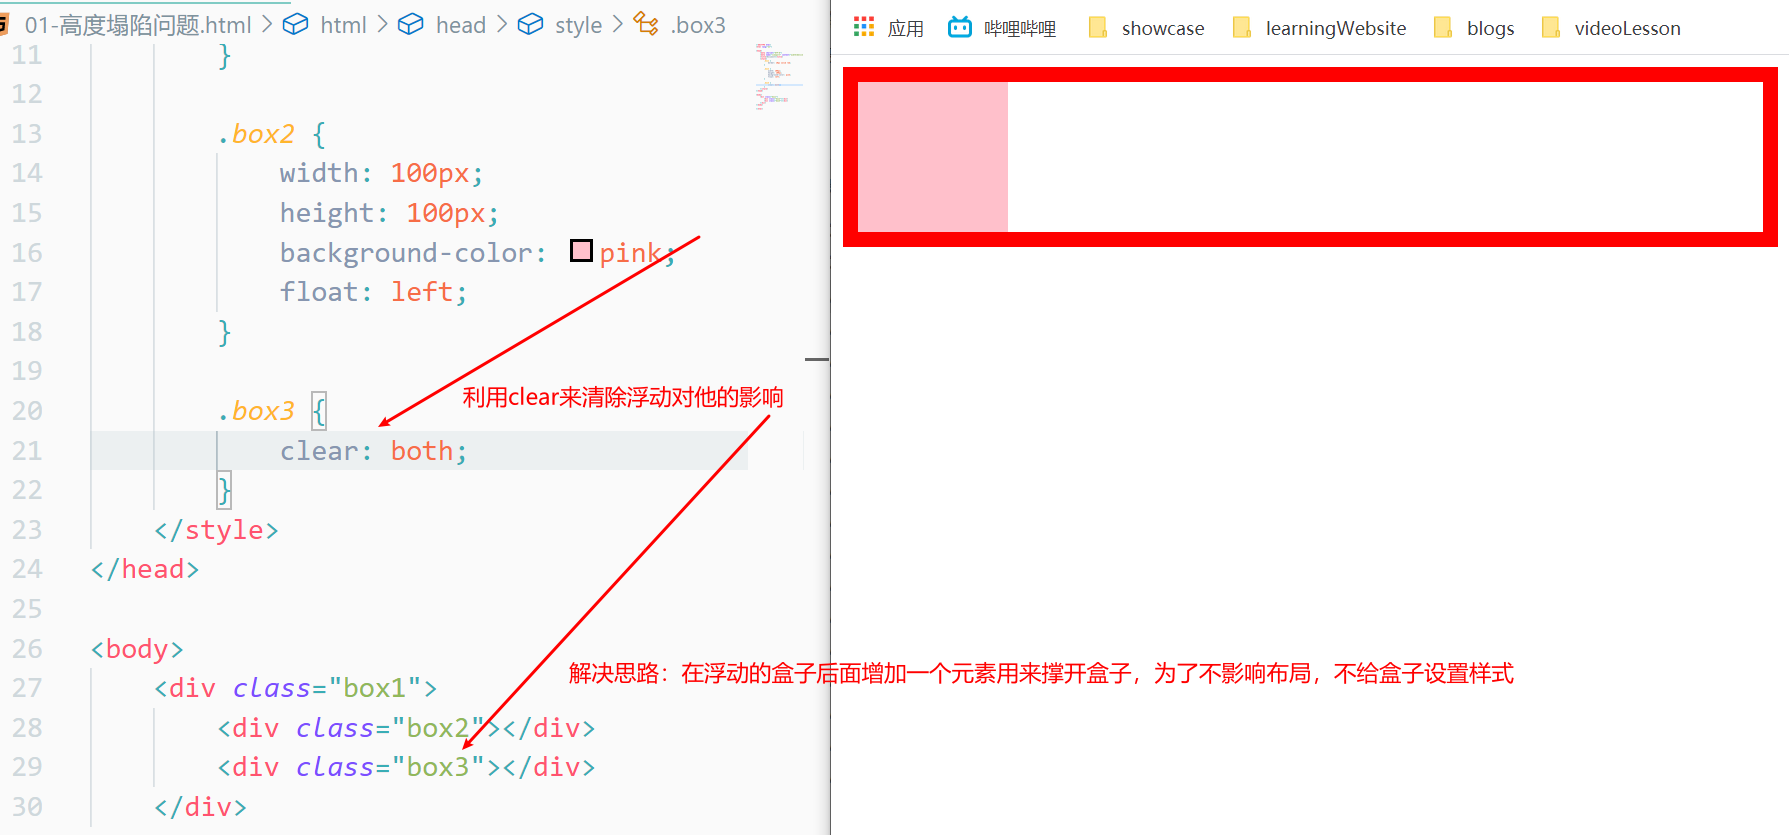 01-高度塌陷问题.html > html > head > style > .box3
11 }
12
13 .box2 {
14 width: 100px;
15 height: 100px;
16 background-color: pink;
17 float: left;
18 }
19
20 .box3 {
21 clear: both;
22 }
23 </style>
24 </head>
25
26 <body>
27 <div class="box1">
28 <div class="box2"></div>
29 <div class="box3"></div>
30 </div>
利用clear来清除浮动对他的影响
解决思路：在浮动的盒子后面增加一个元素用来撑开盒子，为了不影响布局，不给盒子设置样式
应用 哔哩哔哩 showcase learningWebsite blogs videoLesson